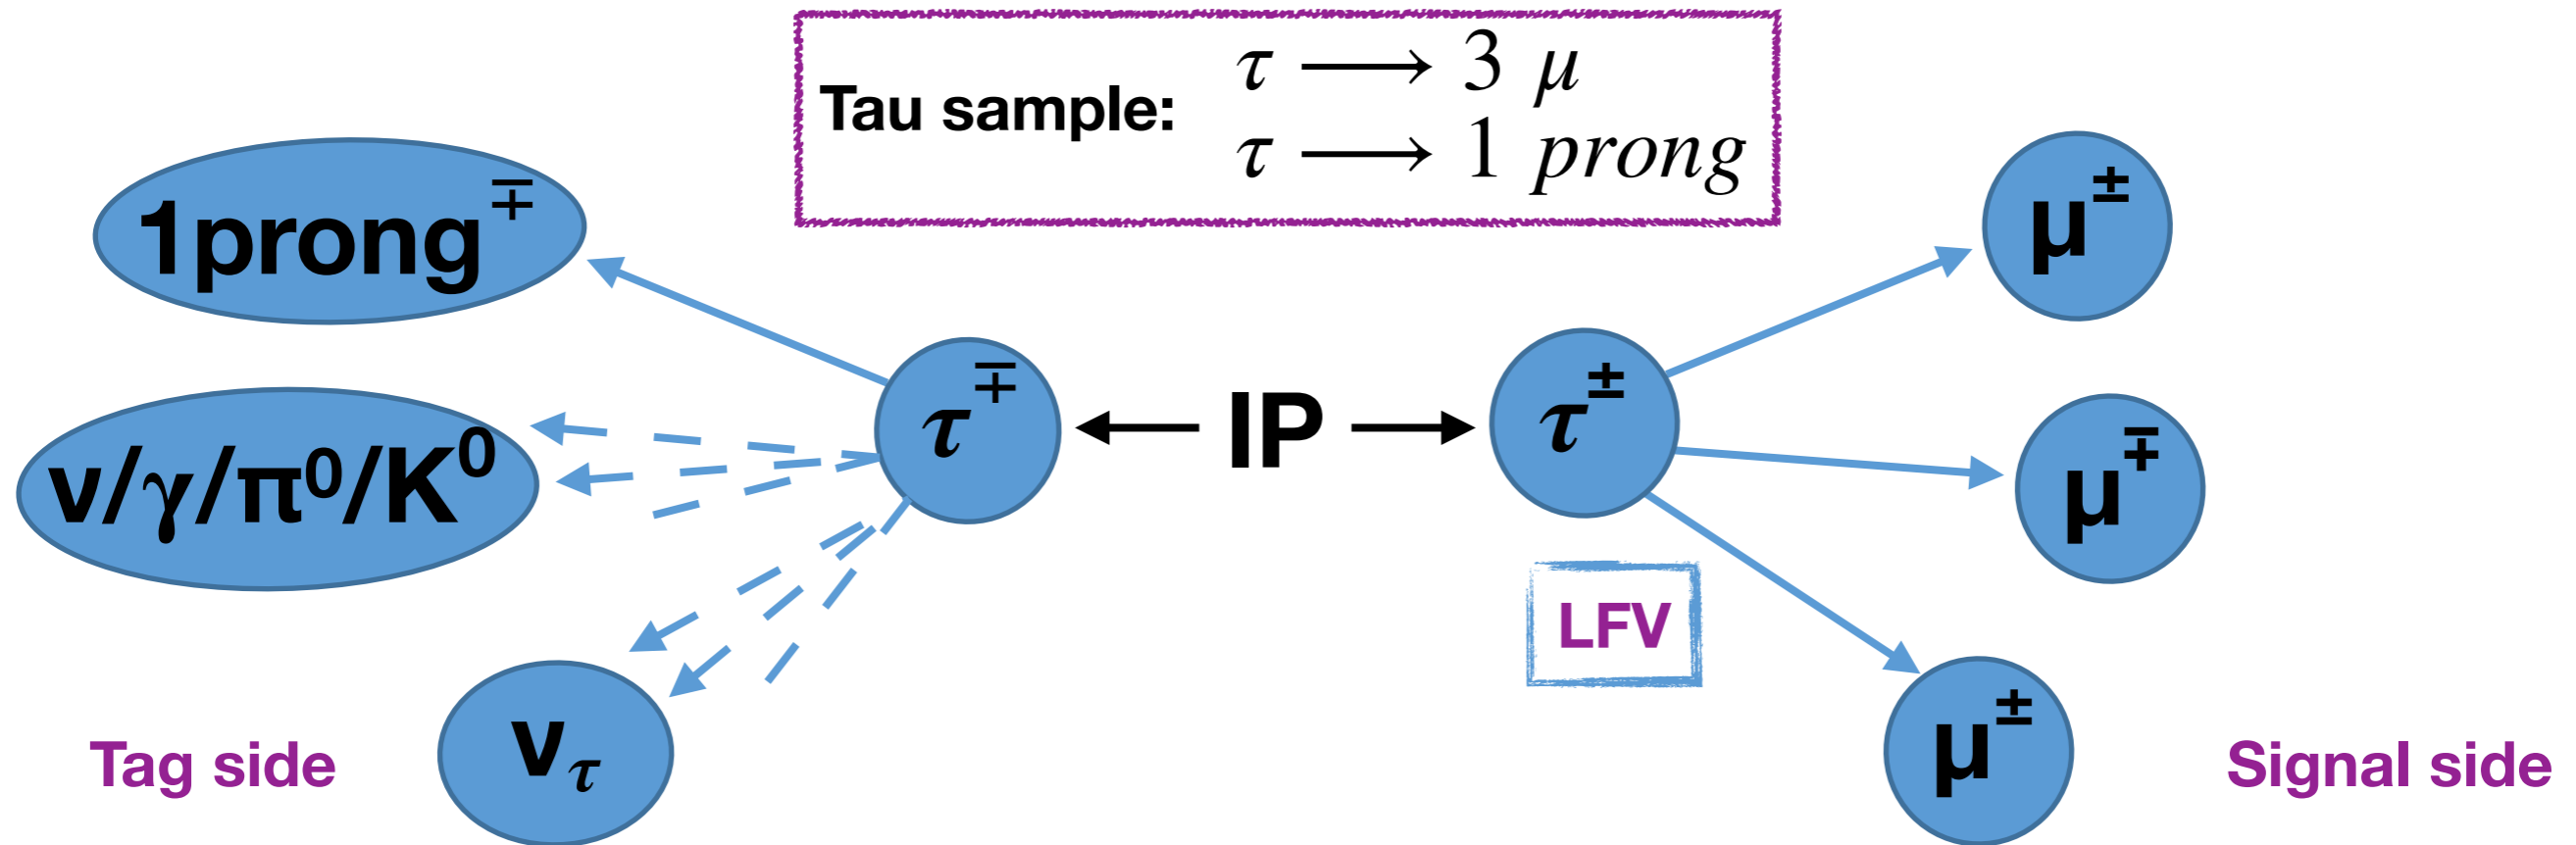 Tau sample:
τ ⟶ 3 μ
τ ⟶ 1 prong
1prong∓
ν/γ/π⁰/K⁰
ντ
τ∓
IP
τ±
μ±
μ∓
μ±
LFV
Tag side
Signal side